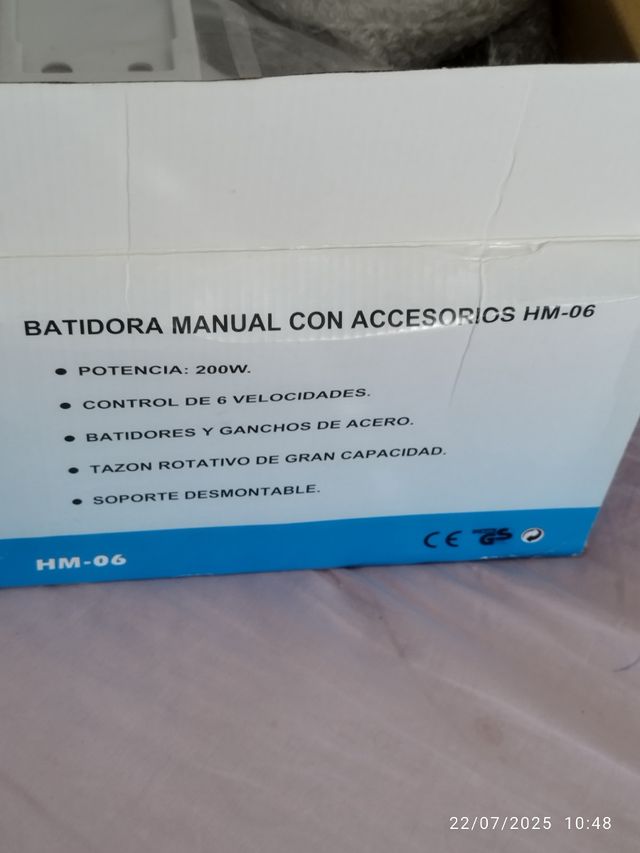 BATIDORA MANUAL CON ACCESORIOS HM-06
● POTENCIA: 200W.
● CONTROL DE 6 VELOCIDADES.
● BATIDORES Y GANCHOS DE ACERO.
● TAZON ROTATIVO DE GRAN CAPACIDAD.
● SOPORTE DESMONTABLE.
HM-06
CE GS
22/07/2025 10:48